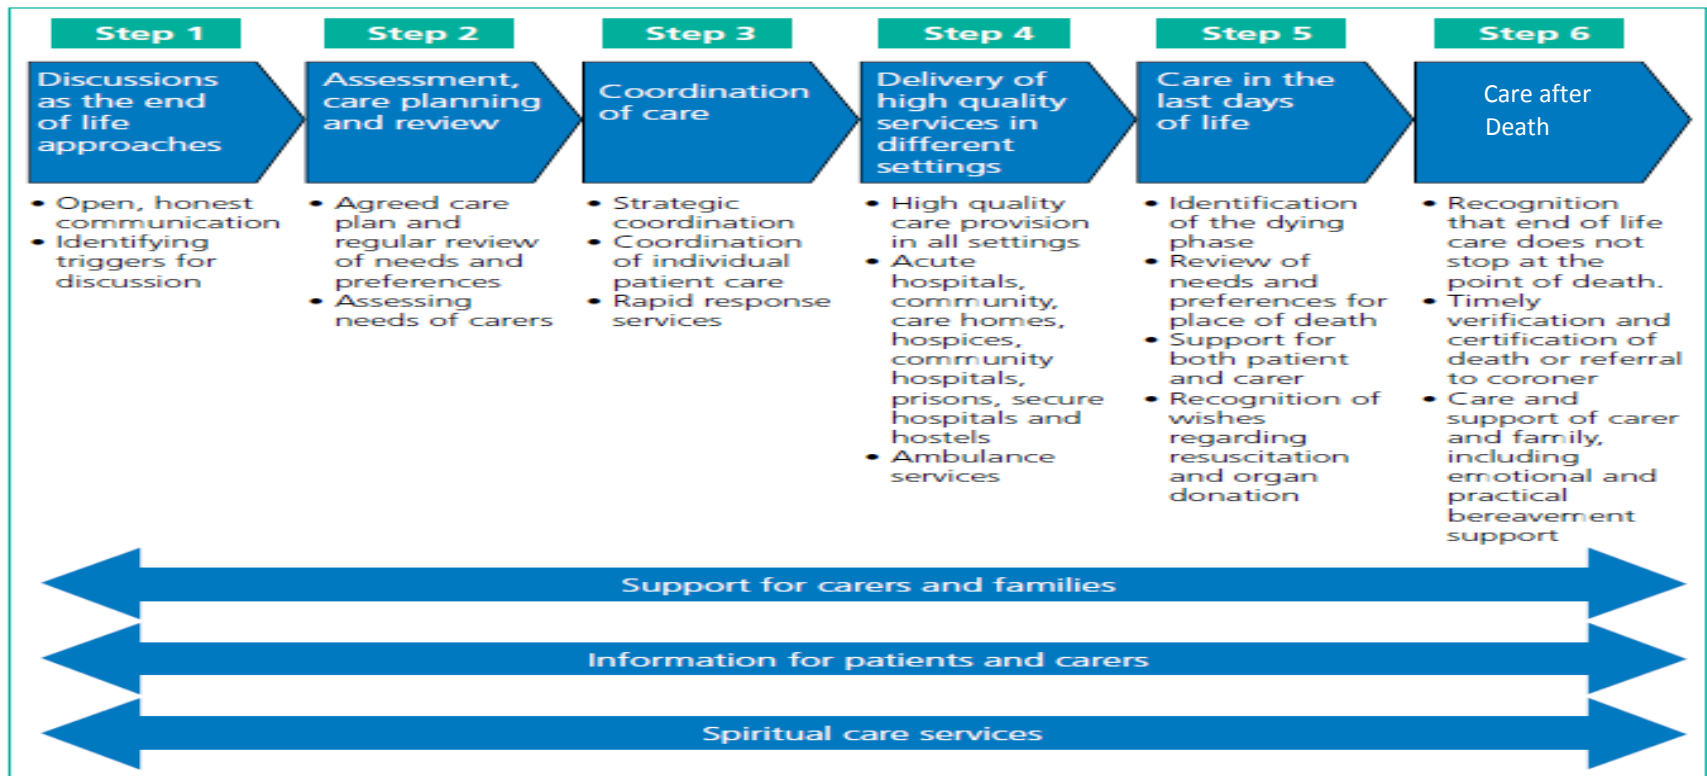 Step 1
Discussions
as the end
of life
approaches
• Open, honest
communication
• Identifying
triggers for
discussion
Step 2
Assessment,
care planning
and review
• Agreed care
plan and
regular review
of needs and
preferences
• Assessing
needs of carers
Step 3
Coordination
of care
• Strategic
coordination
• Coordination
of individual
patient care
• Rapid response
services
Step 4
Delivery of
high quality
services in
different
settings
• High quality
care provision
in all settings
• Acute
hospitals,
community,
care homes,
hospices,
community
hospitals,
prisons, secure
hospitals and
hostels
• Ambulance
services
Step 5
Care in the
last days
of life
• Identification
of the dying
phase
• Review of
needs and
preferences for
place of death
• Support for
both patient
and carer
• Recognition of
wishes
regarding
resuscitation
and organ
donation
Step 6
Care after
Death
• Recognition
that end of life
care does not
stop at the
point of death.
• Timely
verification and
certification of
death or referral
to coroner
• Care and
support of carer
and family,
including
emotional and
practical
bereavement
support
Support for carers and families
Information for patients and carers
Spiritual care services